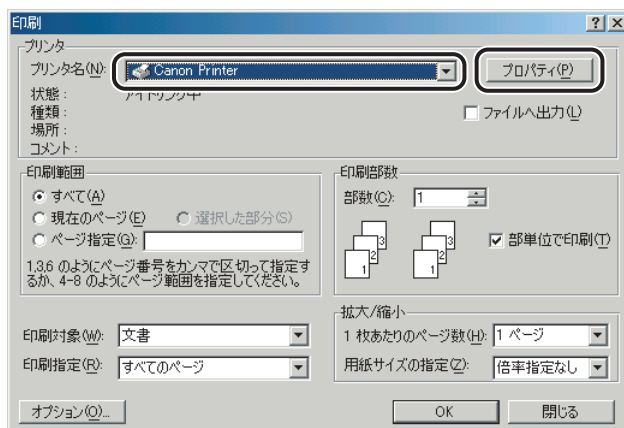 印刷
プリンタ
プリンタ名(N): Canon Printer プロパティ(P)
状態： アイドリング中
種類： ファイルへ出力(L)
場所：
コメント：
印刷範囲
すべて(A)
現在のページ(E) 選択した部分(S)
ページ指定(G):
1,3,6 のようにページ番号をカンマで区切って指定す
るか、4-8 のようにページ範囲を指定してください。
印刷部数
部数(C): 1
1 2 3 1 2 3 部単位で印刷(T)
印刷対象(W): 文書
印刷指定(R): すべてのページ
拡大/縮小
1 枚あたりのページ数(H): 1 ページ
用紙サイズの指定(Z): 倍率指定なし
オプション(O)... OK 閉じる